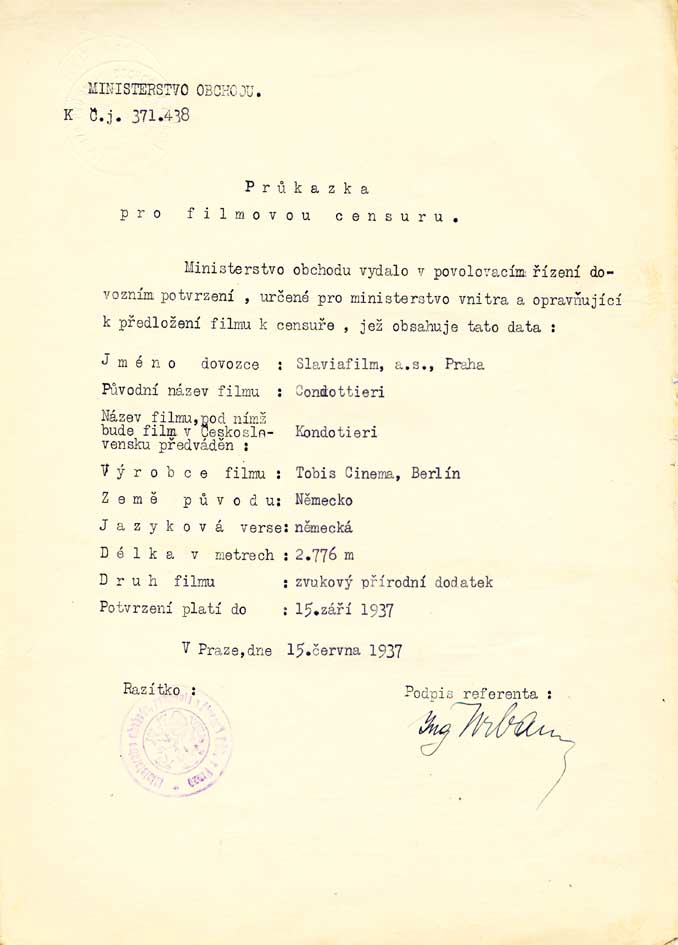 MINISTERSTVO OBCHODU.
K Č.j. 371.438
Průkazka
pro filmovou censuru.
Ministerstvo obchodu vydalo v povolovacím řízení do-
vozním potvrzení , určené pro ministerstvo vnitra a opravňující
k předložení filmu k censuře , jež obsahuje tato data :
Jméno dovozce : Slaviafilm, a.s., Praha
Původní název filmu : Condottieri
Název filmu,pod nímž
bude film v Českoslo-
vensku předváděn : Kondotieri
Výrobce filmu : Tobis Cinema, Berlín
Země původu: Německo
Jazyková verse: německá
Délka v metrech : 2.776 m
Druh filmu : zvukový přírodní dodatek
Potvrzení platí do : 15.září 1937
V Praze,dne 15.června 1937
Razítko :
Podpis referenta :
Ing